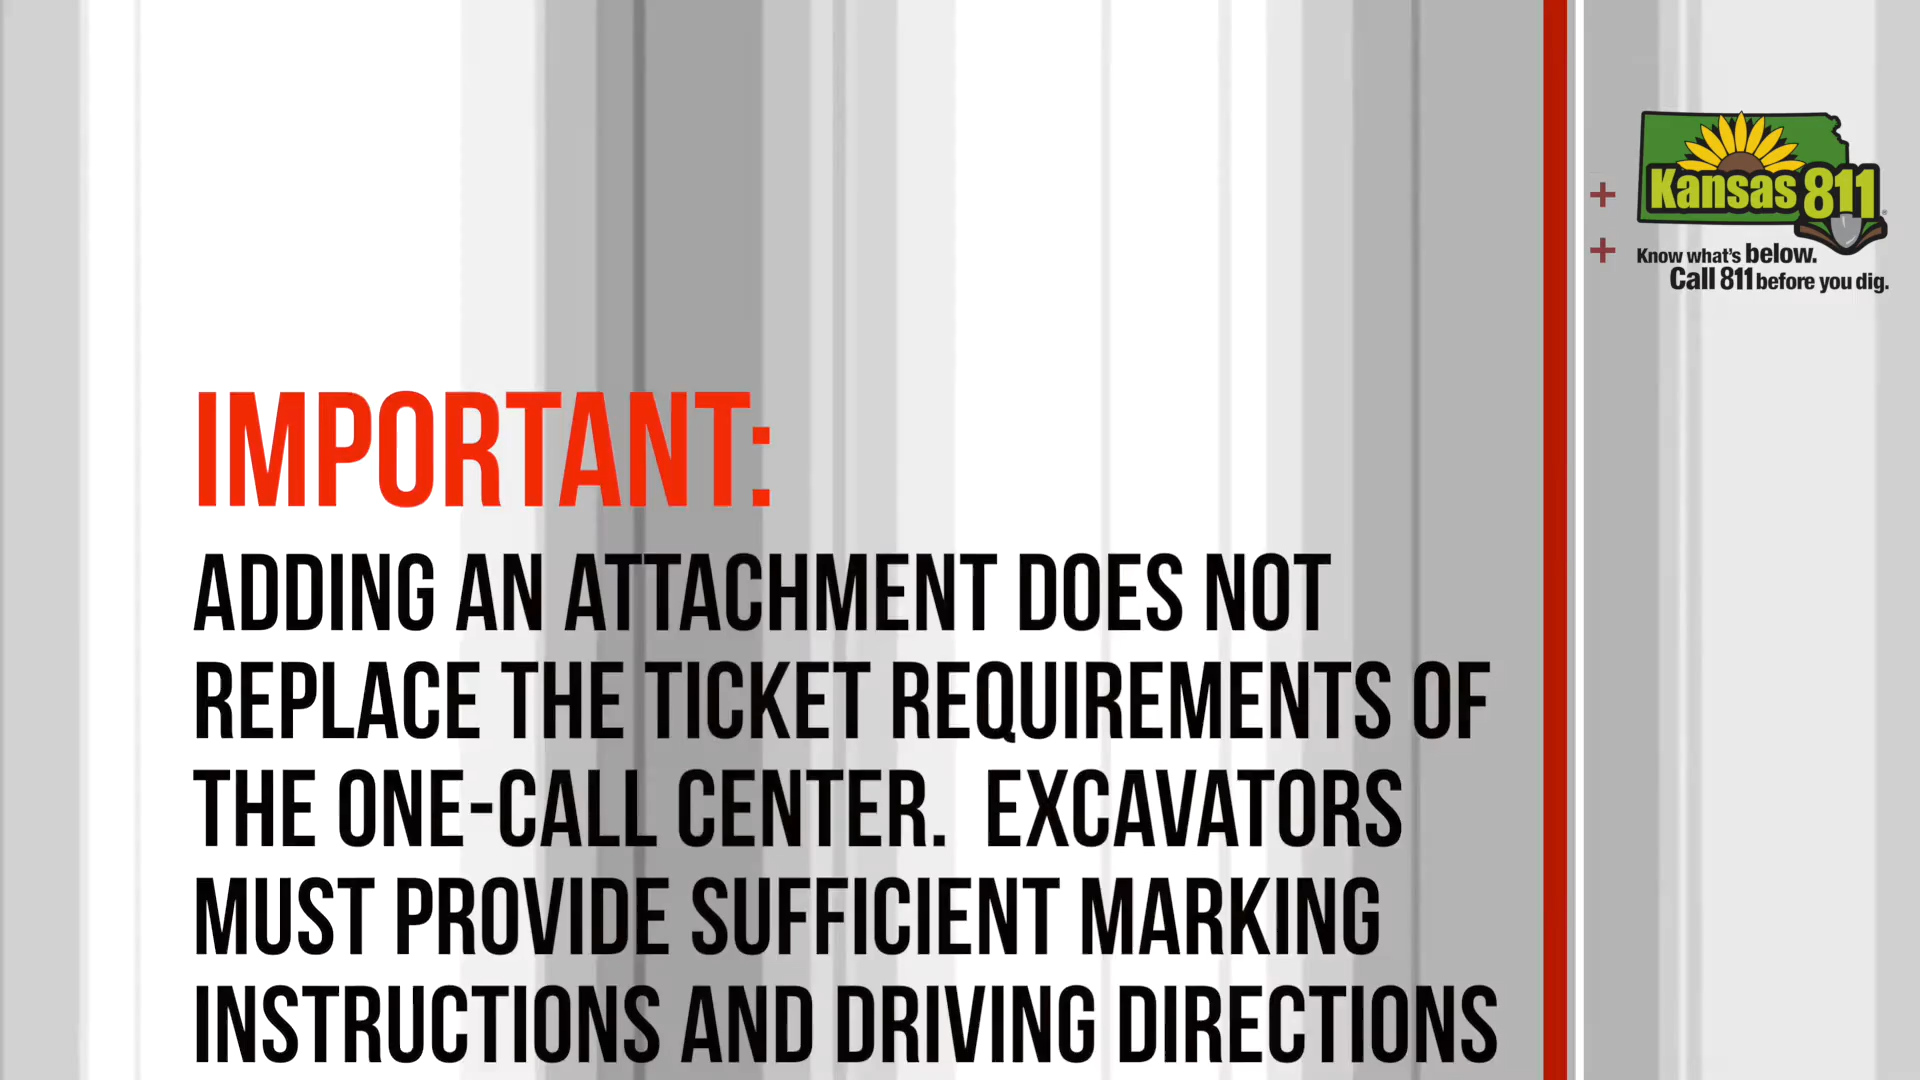 IMPORTANT:
ADDING AN ATTACHMENT DOES NOT
REPLACE THE TICKET REQUIREMENTS OF
THE ONE-CALL CENTER. EXCAVATORS
MUST PROVIDE SUFFICIENT MARKING
INSTRUCTIONS AND DRIVING DIRECTIONS
Kansas 811
Know what's below.
Call 811 before you dig.